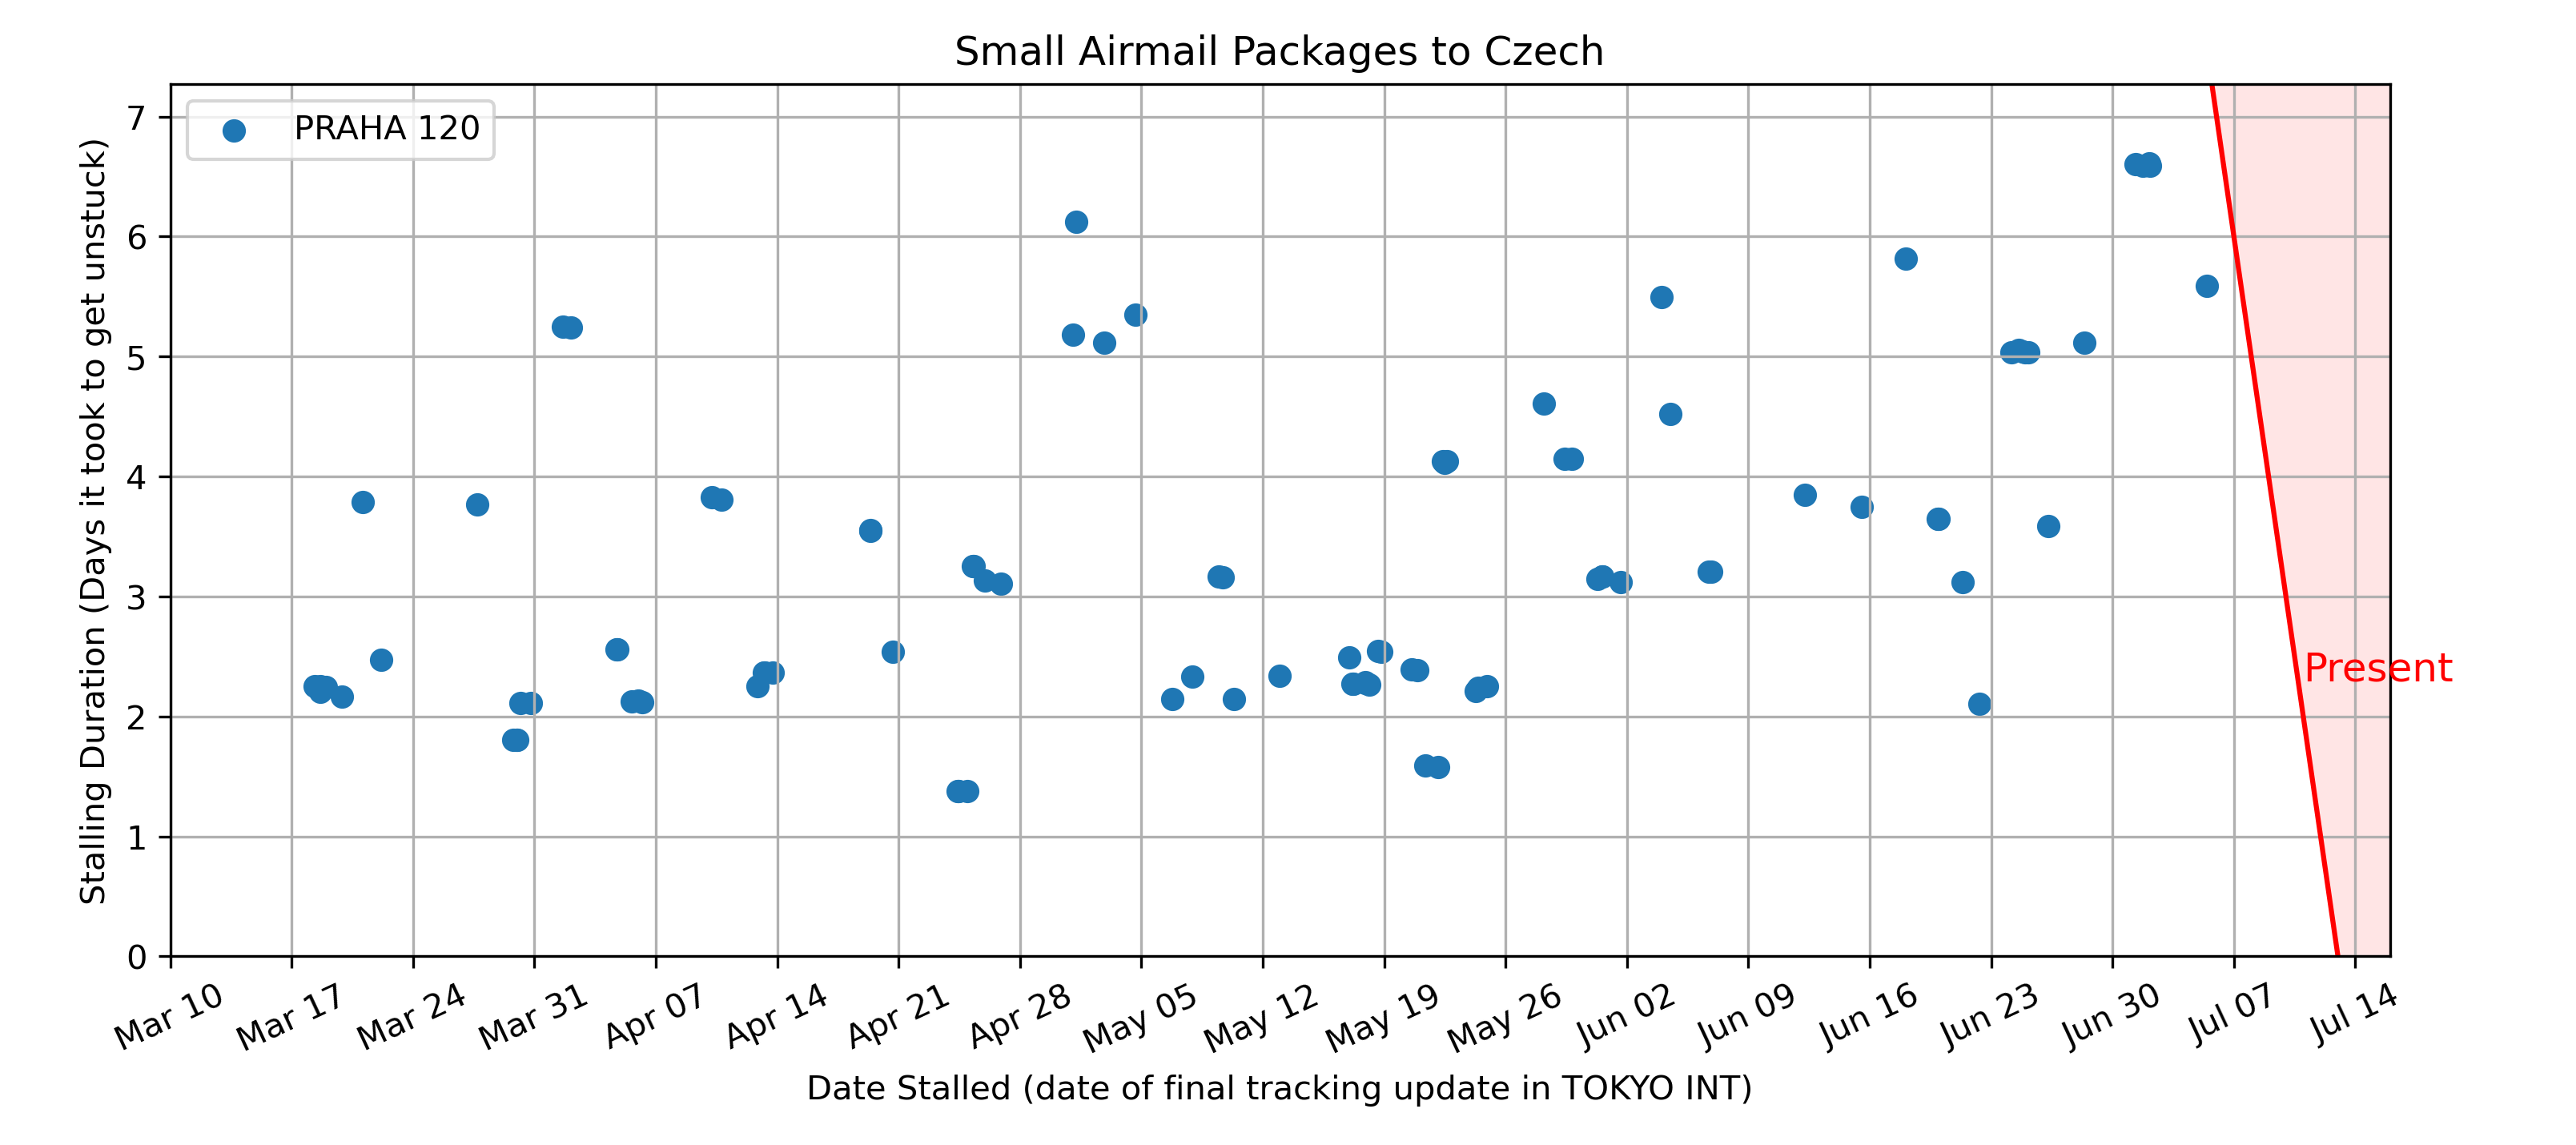 Small Airmail Packages to Czech
PRAHA 120
Stalling Duration (Days it took to get unstuck)
7
6
5
4
3
2
1
0
Present
Mar 10
Mar 17
Mar 24
Mar 31
Apr 07
Apr 14
Apr 21
Apr 28
May 05
May 12
May 19
May 26
Jun 02
Jun 09
Jun 16
Jun 23
Jun 30
Jul 07
Jul 14
Date Stalled (date of final tracking update in TOKYO INT)